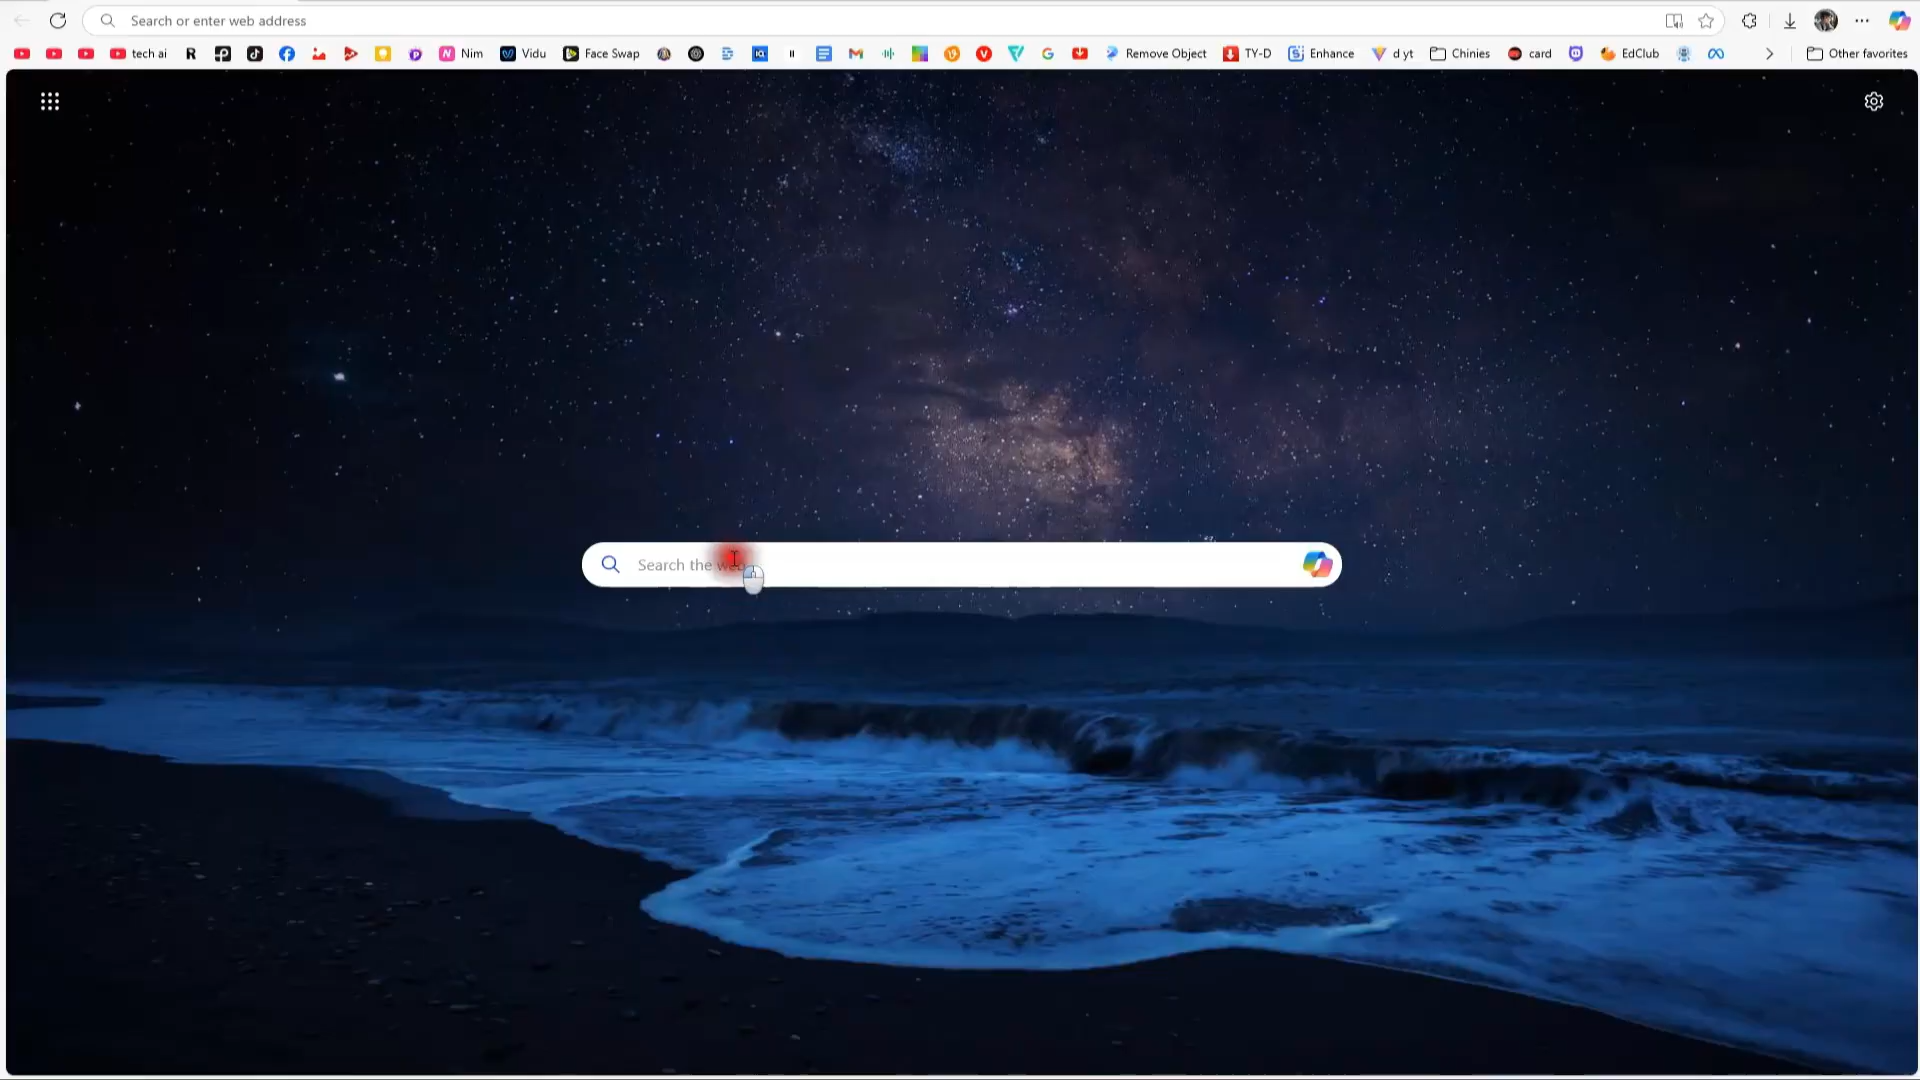 Search or enter web address
tech ai
Nim
Vidu
Face Swap
Remove Object
TY-D
Enhance
d yt
Chinies
card
EdClub
Other favorites
Search the web